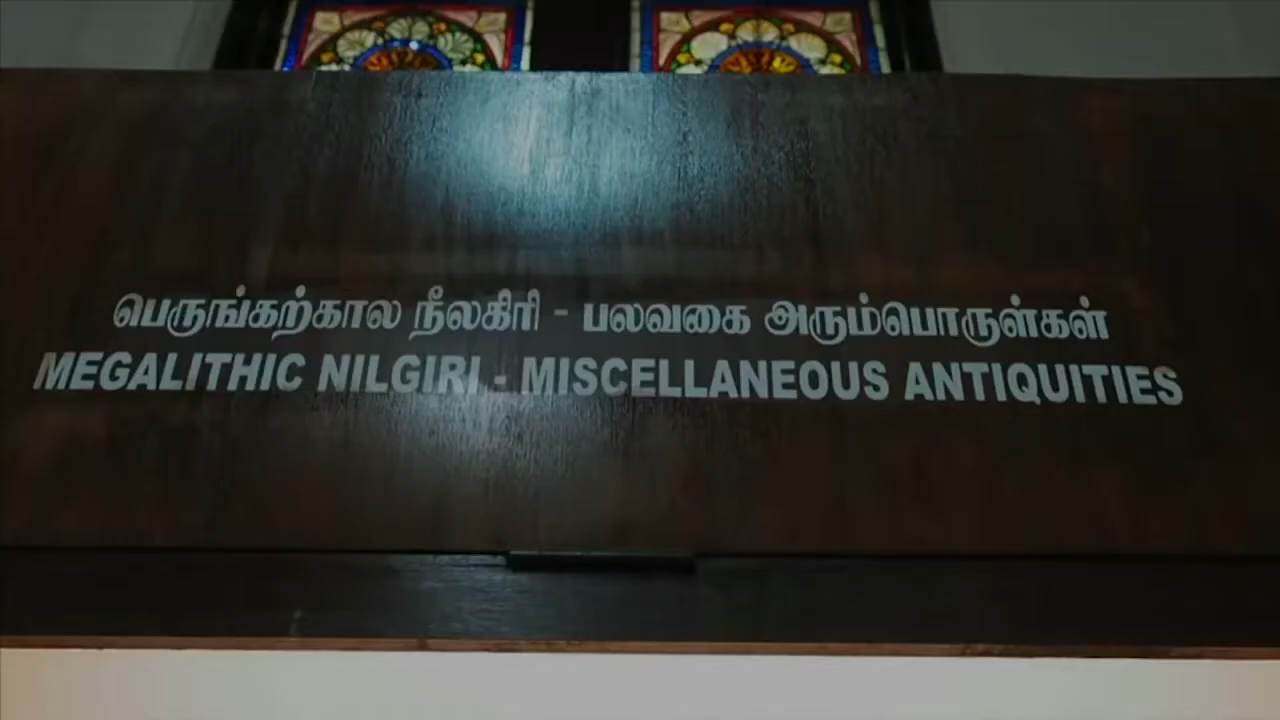 பெருங்கற்கால நீலகிரி - பலவகை அரும்பொருள்கள்
MEGALITHIC NILGIRI - MISCELLANEOUS ANTIQUITIES